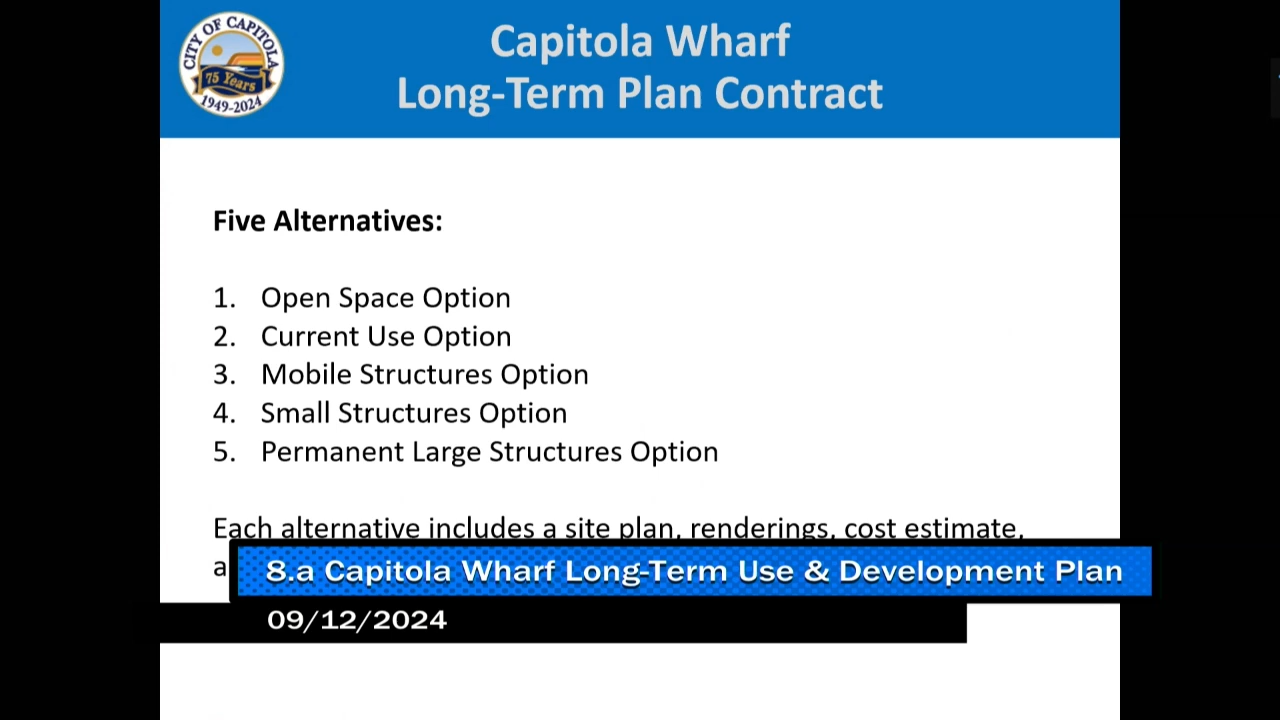 CITY OF CAPITOLA
75 Years
1949-2024
Capitola Wharf
Long-Term Plan Contract
Five Alternatives:
1. Open Space Option
2. Current Use Option
3. Mobile Structures Option
4. Small Structures Option
5. Permanent Large Structures Option
Each alternative includes a site plan, renderings, cost estimate,
8.a Capitola Wharf Long-Term Use & Development Plan
09/12/2024